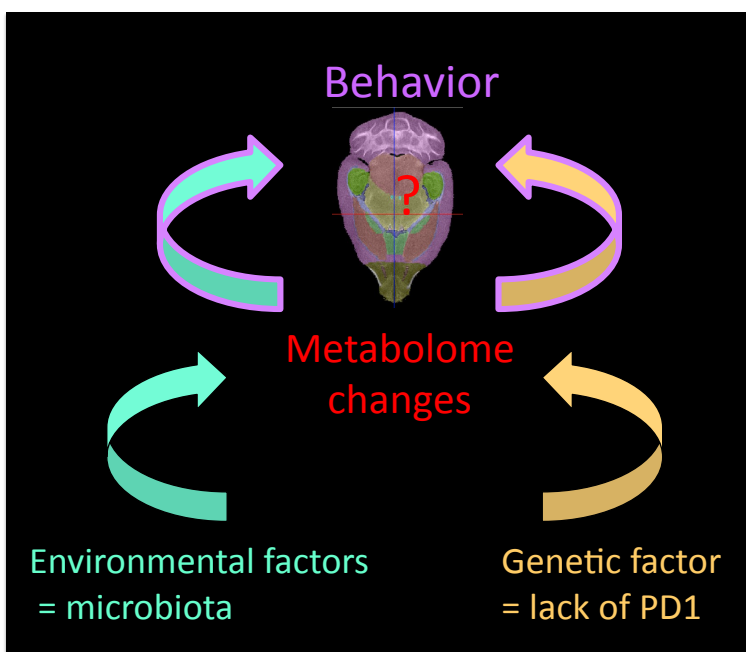 Behavior
?
Metabolome
changes
Environmental factors
= microbiota
Genetic factor
= lack of PD1